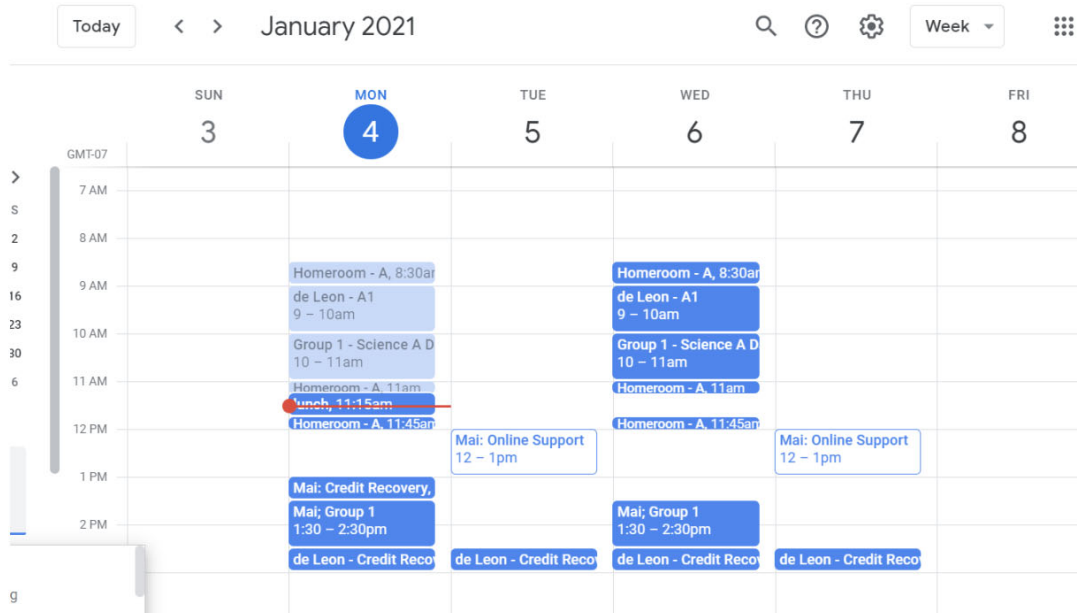 Today
January 2021
Week
SUN
MON
TUE
WED
THU
FRI
3
4
5
6
7
8
GMT-07
S
2
9
16
23
30
6
g
7 AM
8 AM
9 AM
10 AM
11 AM
12 PM
1 PM
2 PM
Homeroom - A, 8:30am
de Leon - A1
9 – 10am
Group 1 - Science A D
10 – 11am
Homeroom - A, 11am
lunch, 11:15am
Homeroom - A, 11:45am
Mai: Credit Recovery,
Mai; Group 1
1:30 – 2:30pm
de Leon - Credit Reco
Mai: Online Support
12 – 1pm
de Leon - Credit Reco
Homeroom - A, 8:30am
de Leon - A1
9 – 10am
Group 1 - Science A D
10 – 11am
Homeroom - A, 11am
Homeroom - A, 11:45am
Mai; Group 1
1:30 – 2:30pm
de Leon - Credit Reco
Mai: Online Support
12 – 1pm
de Leon - Credit Reco